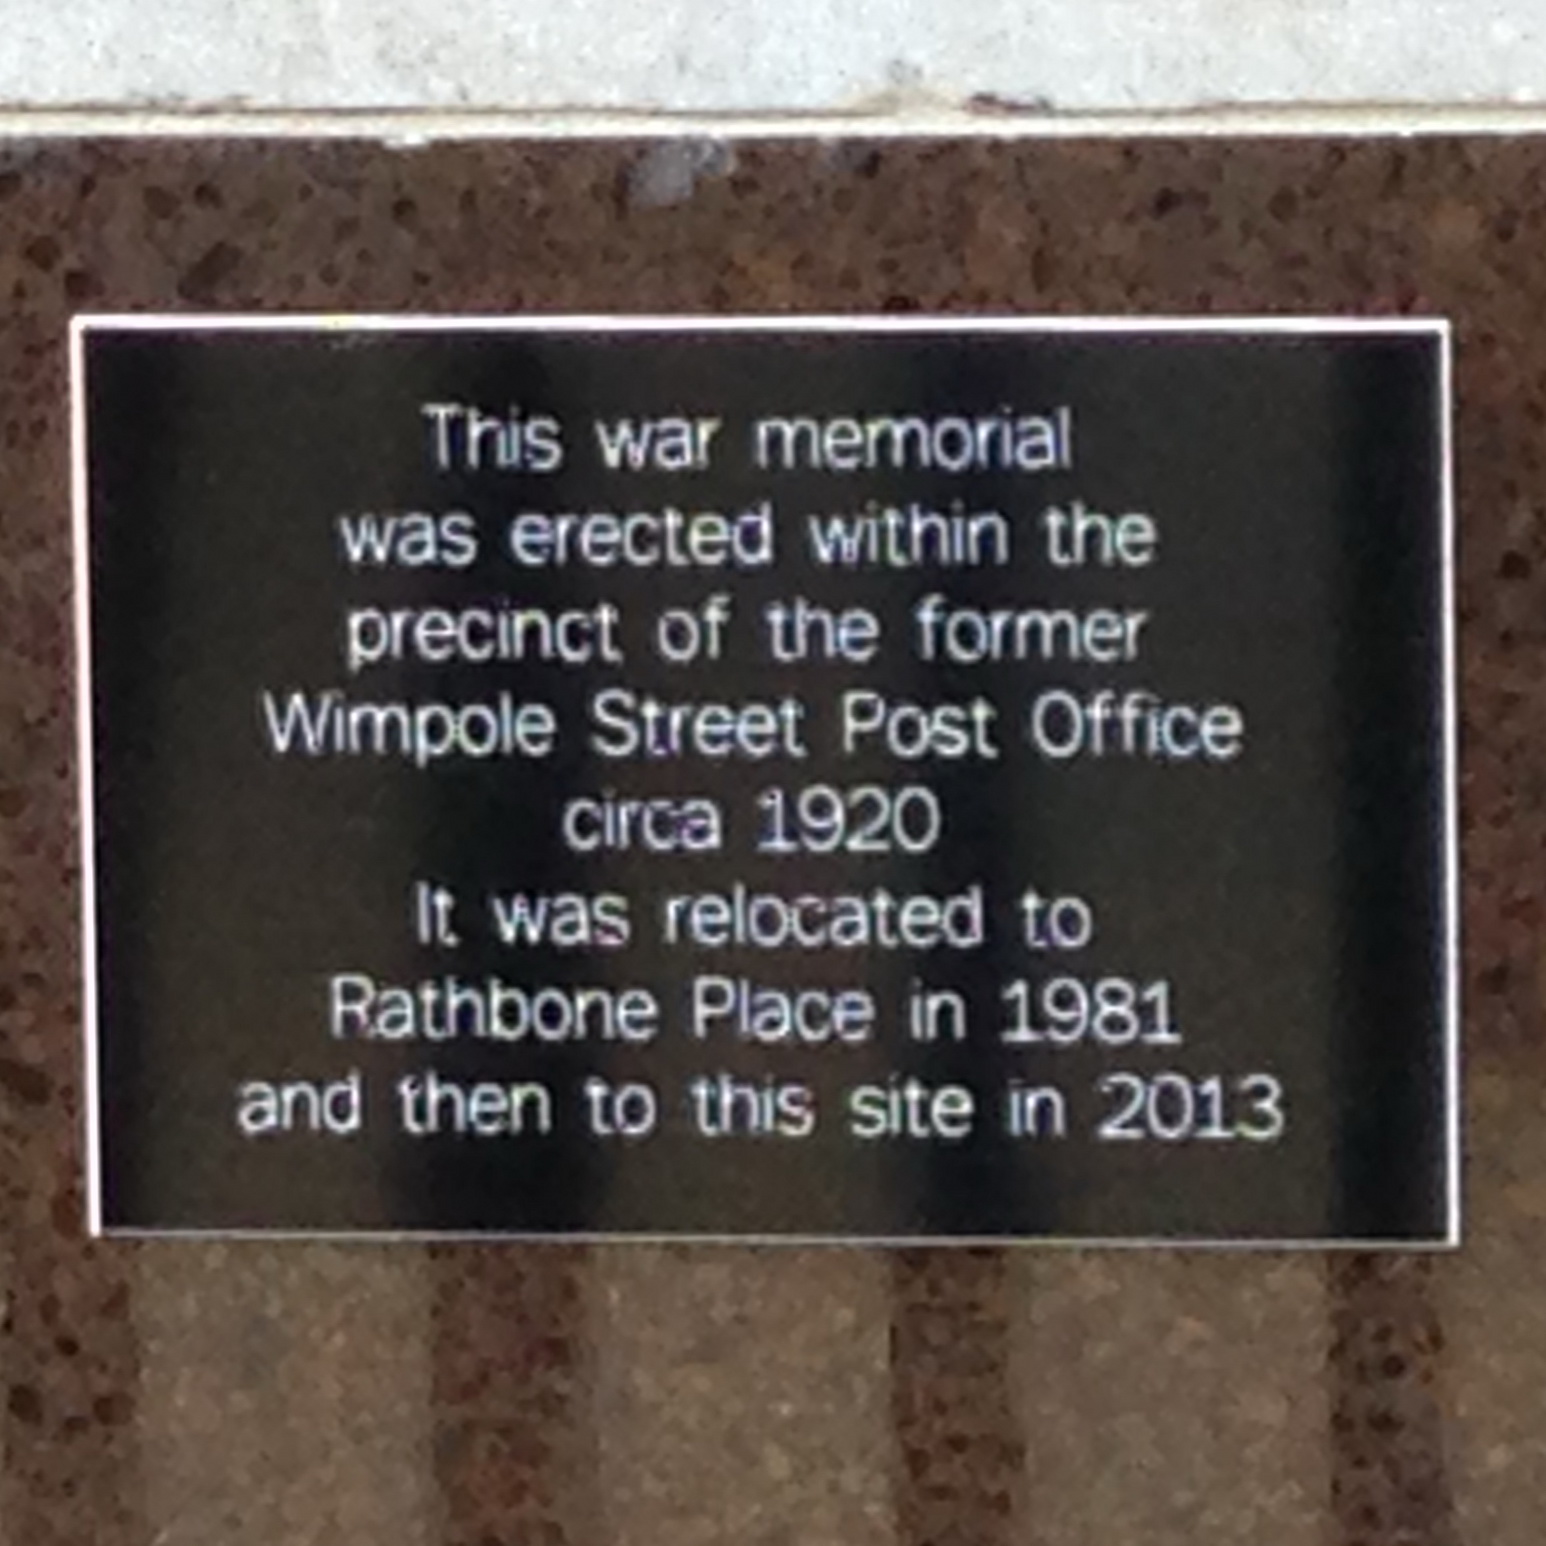 This war memorial
was erected within the
precinct of the former
Wimpole Street Post Office
circa 1920
It was relocated to
Rathbone Place in 1981
and then to this site in 2013